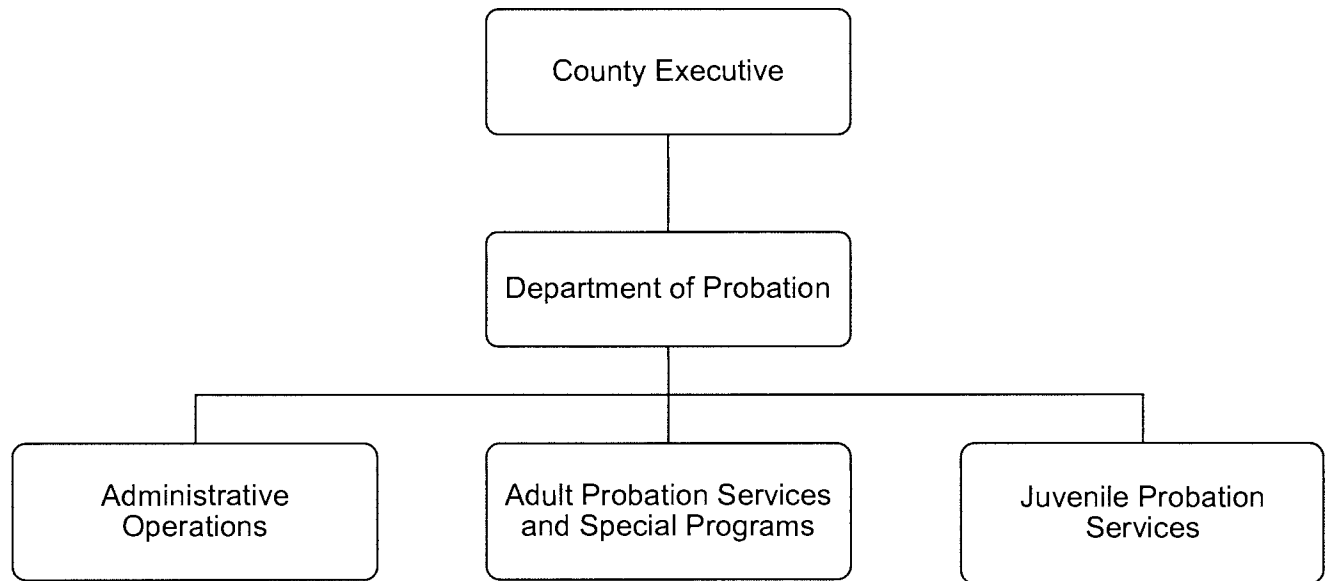 County Executive
Department of Probation
Administrative
Operations
Adult Probation Services
and Special Programs
Juvenile Probation
Services